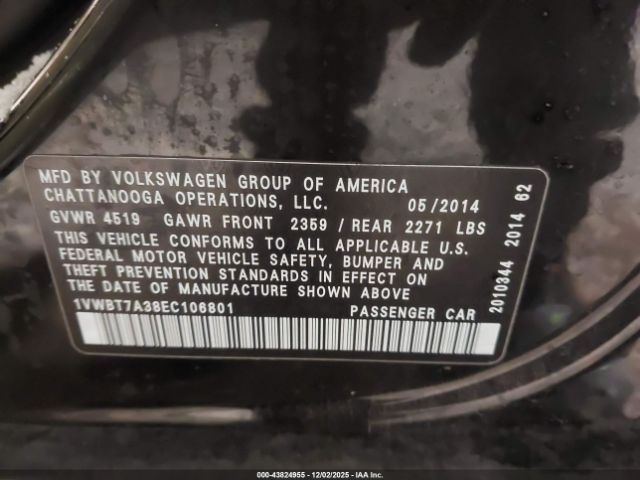 MFD BY VOLKSWAGEN GROUP OF AMERICA
CHATTANOOGA OPERATIONS, LLC. 05/2014
GVWR 4519 GAWR FRONT 2359 / REAR 2271 LBS
THIS VEHICLE CONFORMS TO ALL APPLICABLE U.S.
FEDERAL MOTOR VEHICLE SAFETY, BUMPER AND
THEFT PREVENTION STANDARDS IN EFFECT ON
THE DATE OF MANUFACTURE SHOWN ABOVE.
1VWBT7A38EC106801 PASSENGER CAR
2010344 2014 62
000-43824955 - 12/02/2025 - IAA Inc.